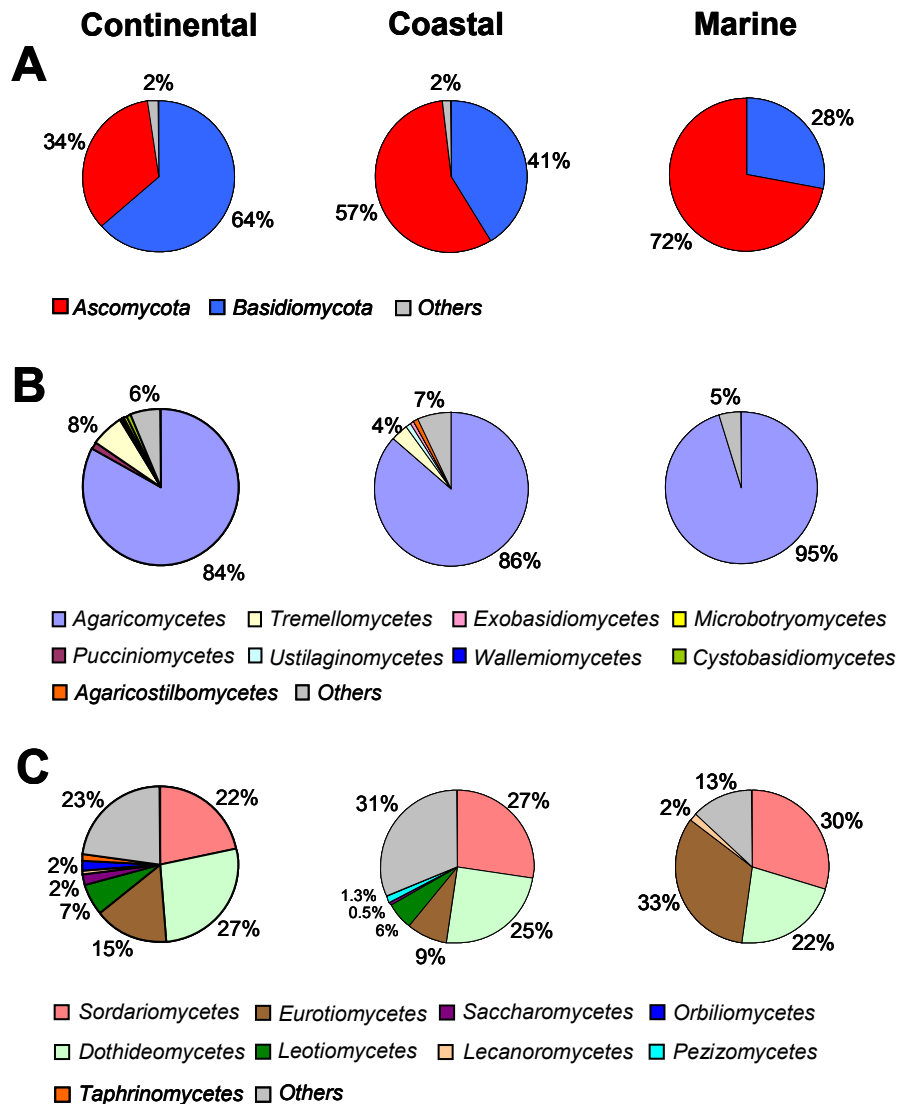 Continental Coastal Marine
A
2% 2%
34% 28%
41%
57%
64%
72%
Ascomycota Basidiomycota Others
B
6% 7% 5%
8% 4%
84% 86% 95%
Agaricomycetes Tremellomycetes Exobasidiomycetes Microbotryomycetes
Pucciniomycetes Ustilaginomycetes Wallemiomycetes Cystobasidiomycetes
Agaricostilbomycetes Others
C
23% 22% 31% 27% 13%
2% 30%
2% 1.3%
2% 0.5%
7% 6% 33%
15% 27% 9% 25% 22%
Sordariomycetes Eurotiomycetes Saccharomycetes Orbiliomycetes
Dothideomycetes Leotiomycetes Lecanoromycetes Pezizomycetes
Taphrinomycetes Others